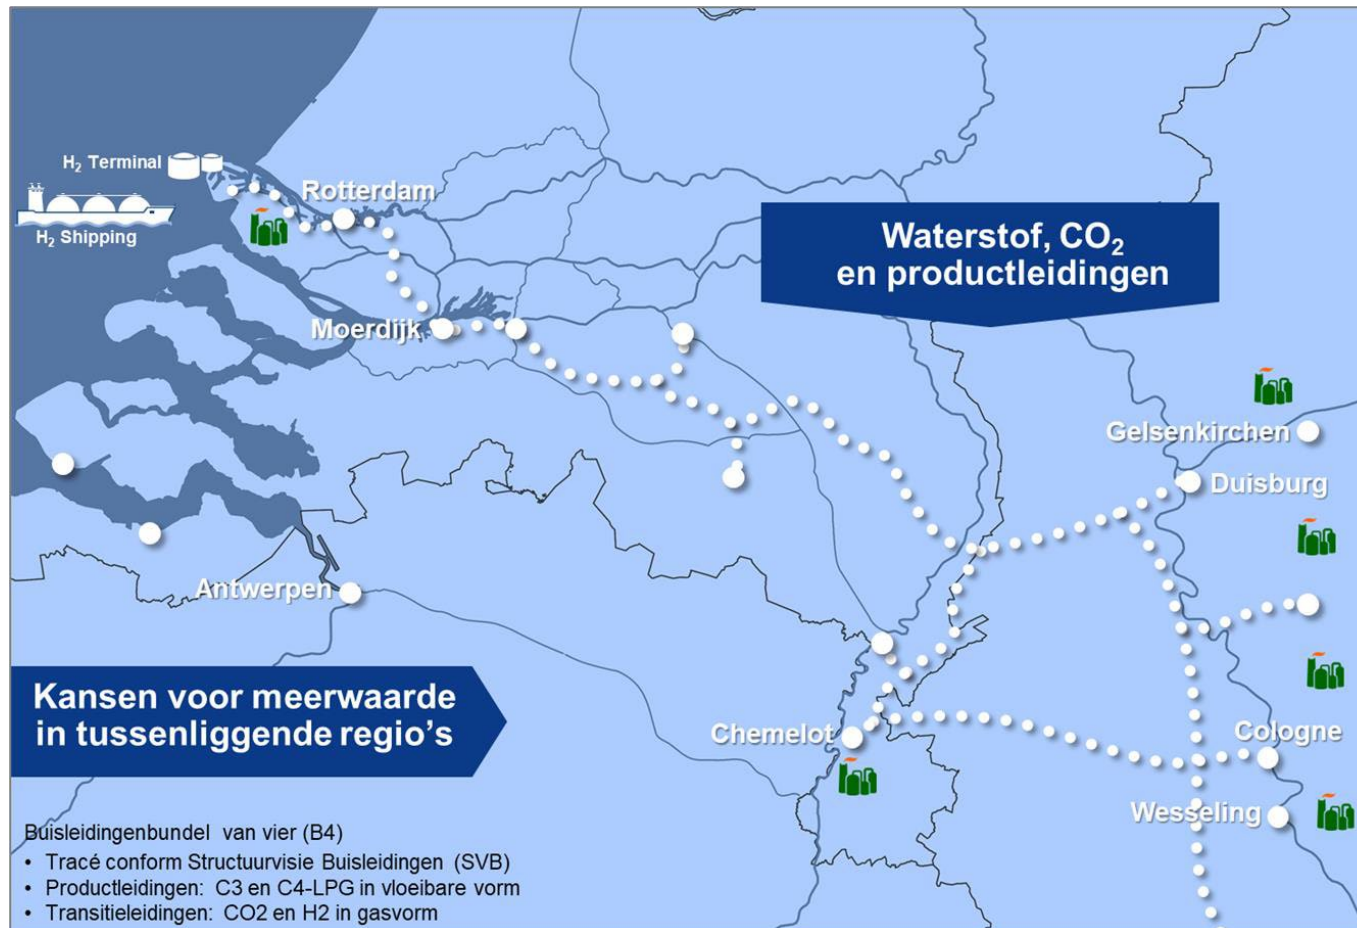 H₂ Terminal
Rotterdam
H₂ Shipping
Waterstof, CO₂
en productleidingen
Moerdijk
Gelsenkirchen
Duisburg
Antwerpen
Kansen voor meerwaarde
in tussenliggende regio's
Chemelot
Cologne
Wesseling
Buisleidingenbundel van vier (B4)
• Tracé conform Structuurvisie Buisleidingen (SVB)
• Productleidingen: C3 en C4-LPG in vloeibare vorm
• Transitieleidingen: CO2 en H2 in gasvorm